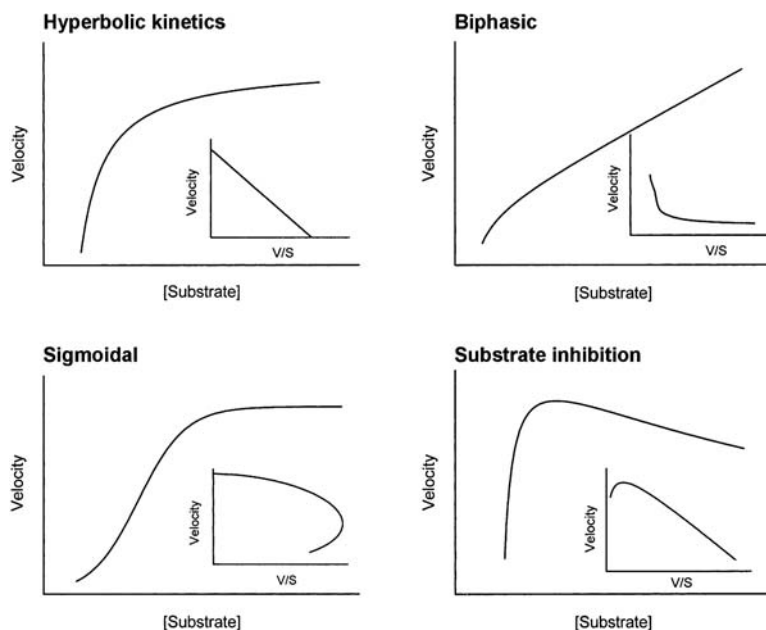 Hyperbolic kinetics
Velocity
Velocity
V/S
[Substrate]
Biphasic
Velocity
Velocity
V/S
[Substrate]
Sigmoidal
Velocity
Velocity
V/S
[Substrate]
Substrate inhibition
Velocity
Velocity
V/S
[Substrate]